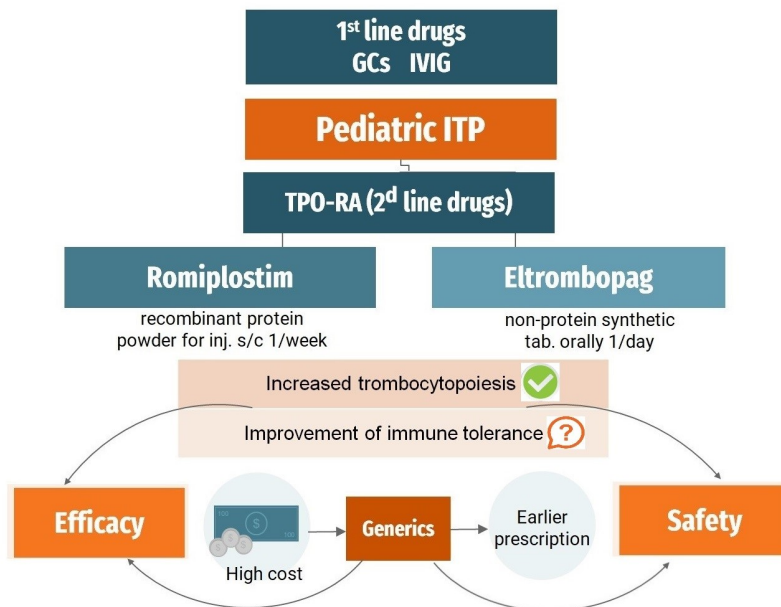 1st line drugs
GCs IVIG
Pediatric ITP
TPO-RA (2d line drugs)
Romiplostim
recombinant protein
powder for inj. s/c 1/week
Eltrombopag
non-protein synthetic
tab. orally 1/day
Increased trombocytopoiesis
Improvement of immune tolerance ?
Efficacy
100
$
100
High cost
Generics
Earlier
prescription
Safety